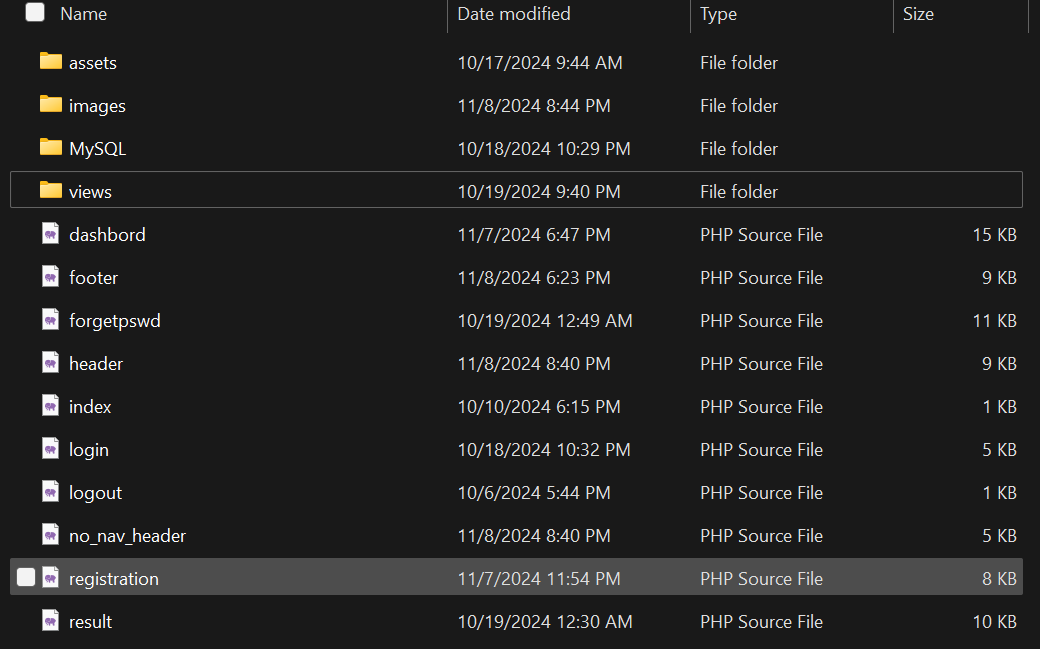 Name Date modified Type Size
assets 10/17/2024 9:44 AM File folder
images 11/8/2024 8:44 PM File folder
MySQL 10/18/2024 10:29 PM File folder
views 10/19/2024 9:40 PM File folder
dashbord 11/7/2024 6:47 PM PHP Source File 15 KB
footer 11/8/2024 6:23 PM PHP Source File 9 KB
forgetpswd 10/19/2024 12:49 AM PHP Source File 11 KB
header 11/8/2024 8:40 PM PHP Source File 9 KB
index 10/10/2024 6:15 PM PHP Source File 1 KB
login 10/18/2024 10:32 PM PHP Source File 5 KB
logout 10/6/2024 5:44 PM PHP Source File 1 KB
no_nav_header 11/8/2024 8:40 PM PHP Source File 5 KB
registration 11/7/2024 11:54 PM PHP Source File 8 KB
result 10/19/2024 12:30 AM PHP Source File 10 KB